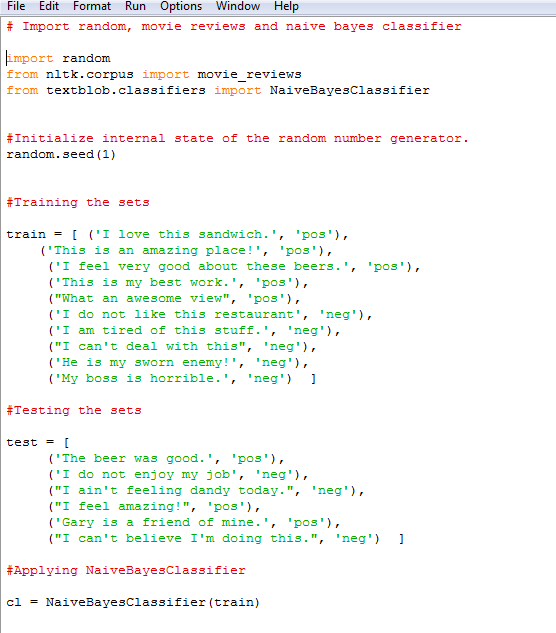 File Edit Format Run Options Window Help
# Import random, movie reviews and naive bayes classifier
import random
from nltk.corpus import movie_reviews
from textblob.classifiers import NaiveBayesClassifier
#Initialize internal state of the random number generator.
random.seed(1)
#Training the sets
train = [ ('I love this sandwich.', 'pos'),
('This is an amazing place!', 'pos'),
('I feel very good about these beers.', 'pos'),
('This is my best work.', 'pos'),
("What an awesome view", 'pos'),
('I do not like this restaurant', 'neg'),
('I am tired of this stuff.', 'neg'),
("I can't deal with this", 'neg'),
('He is my sworn enemy!', 'neg'),
('My boss is horrible.', 'neg') ]
#Testing the sets
test = [
('The beer was good.', 'pos'),
('I do not enjoy my job', 'neg'),
("I ain't feeling dandy today.", 'neg'),
("I feel amazing!", 'pos'),
('Gary is a friend of mine.', 'pos'),
("I can't believe I'm doing this.", 'neg') ]
#Applying NaiveBayesClassifier
cl = NaiveBayesClassifier(train)